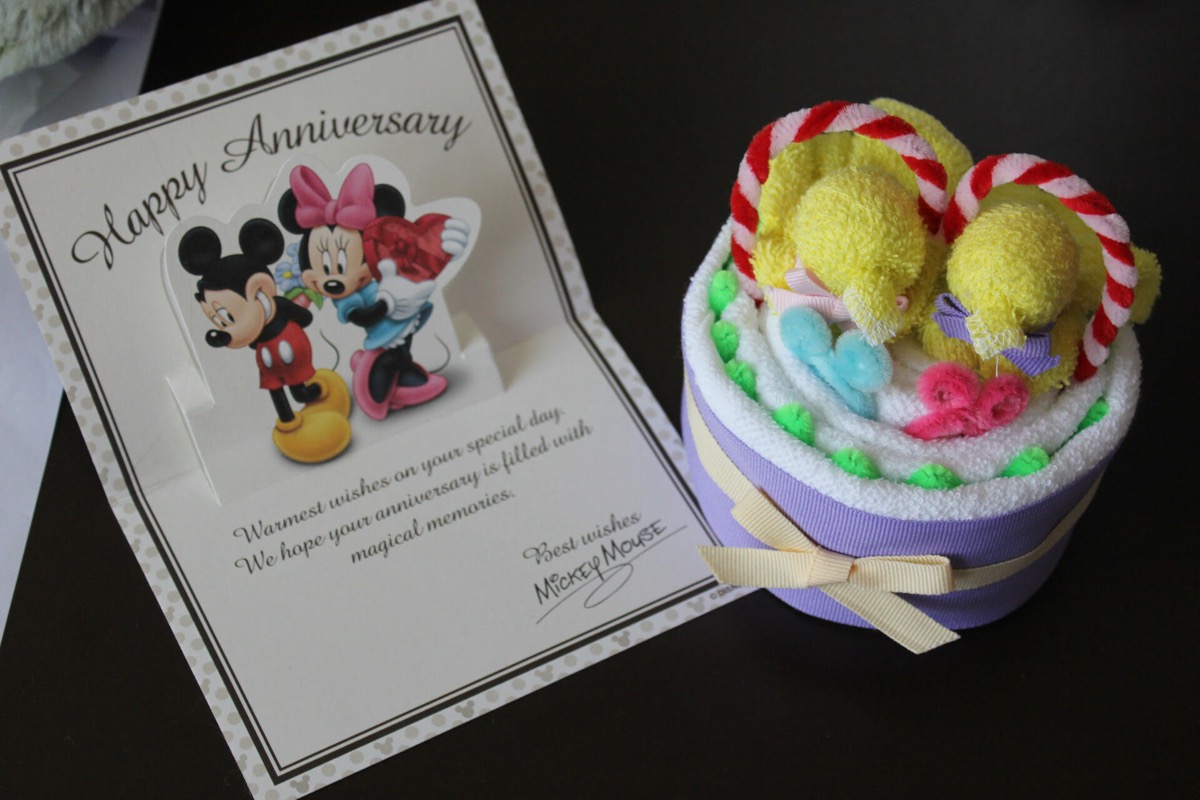 Happy Anniversary
Warmest wishes on your special day.
We hope your anniversary is filled with
magical memories.
Best wishes
Mickey Mouse